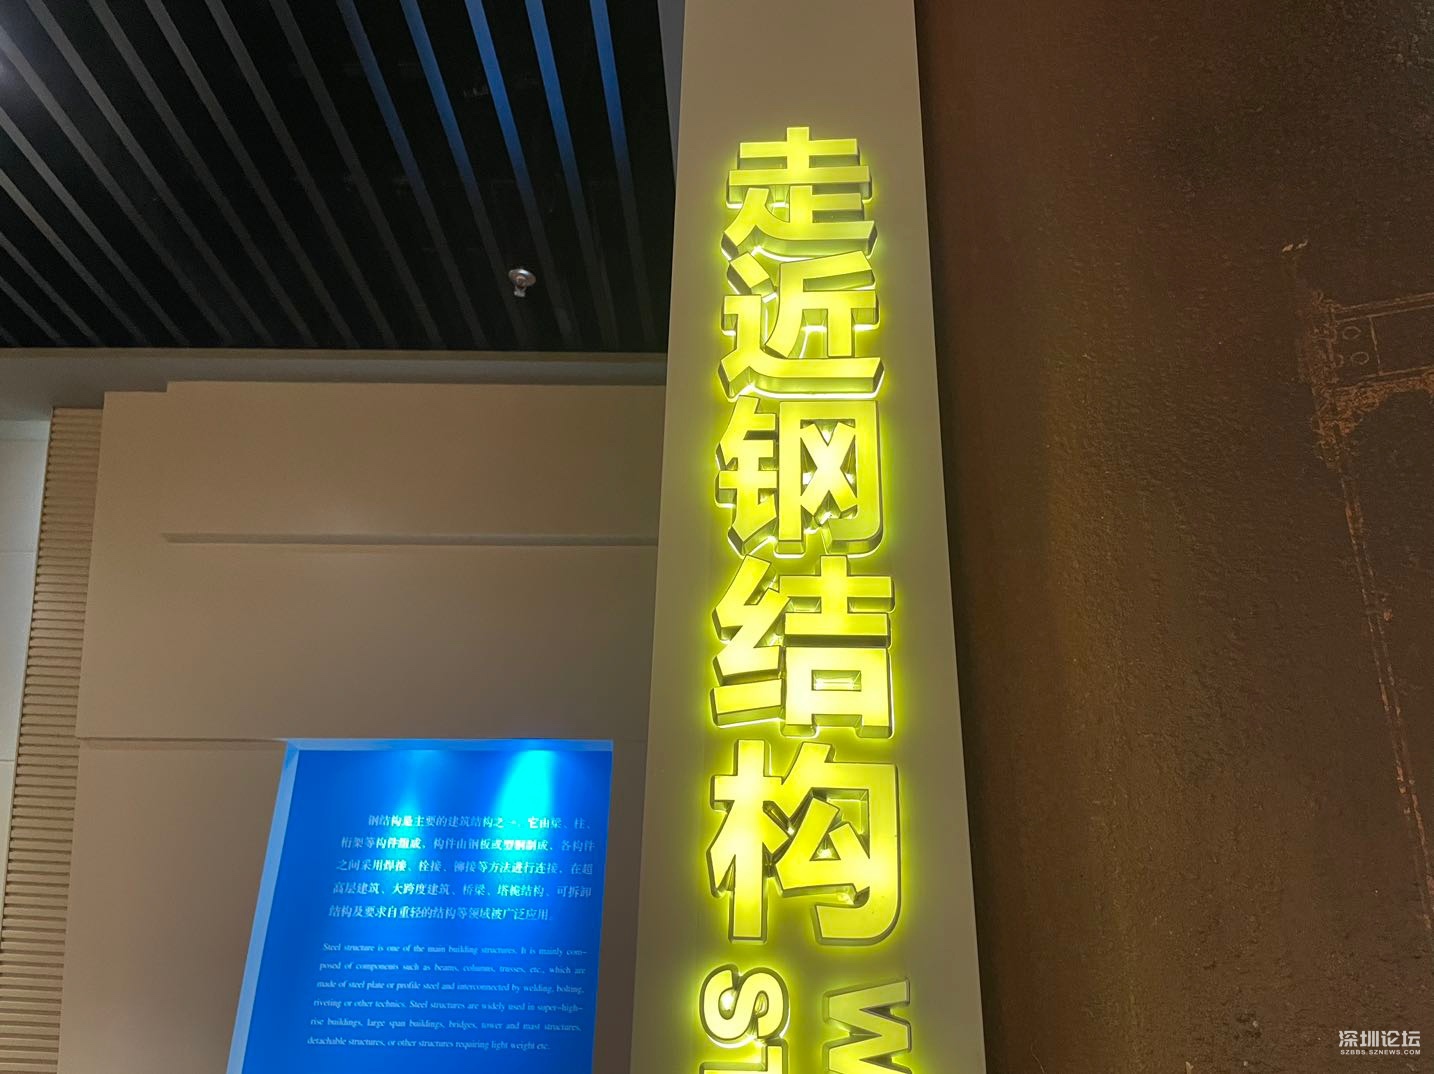 走近钢结构
ST
W
钢结构是主要的建筑结构之一，它由梁、柱、
桁架等构件组成，构件由钢板或型钢制成，各构件
之间采用焊接、栓接、铆接等方法进行连接，在超
高层建筑、大跨度建筑、桥梁、塔桅结构、可拆卸
结构及要求自重轻的结构等领域被广泛应用。
Steel structure is one of the main building structures. It is mainly com-
posed of components such as beams, columns, trusses, etc., which are
made of steel plate or profile steel and interconnected by welding, bolting,
riveting or other technics. Steel structures are widely used in super-high-
rise buildings, large span buildings, bridges, tower and mast structures,
detachable structures, or other structures requiring light weight etc.
深圳论坛
SZBBS.SZNEWS.COM